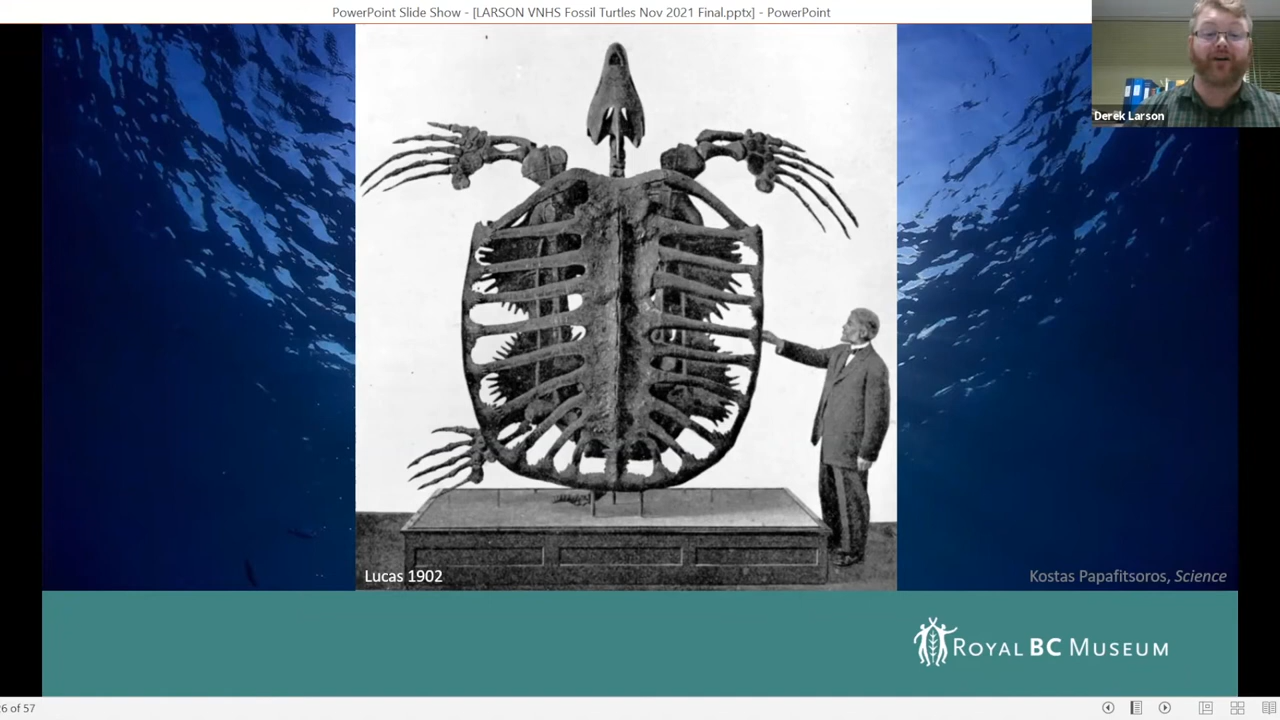 PowerPoint Slide Show - [LARSON VNHS Fossil Turtles Nov 2021 Final.pptx] - PowerPoint
Derek Larson
Lucas 1902
Kostas Papafitsoros, Science
ROYAL BC MUSEUM
6 of 57